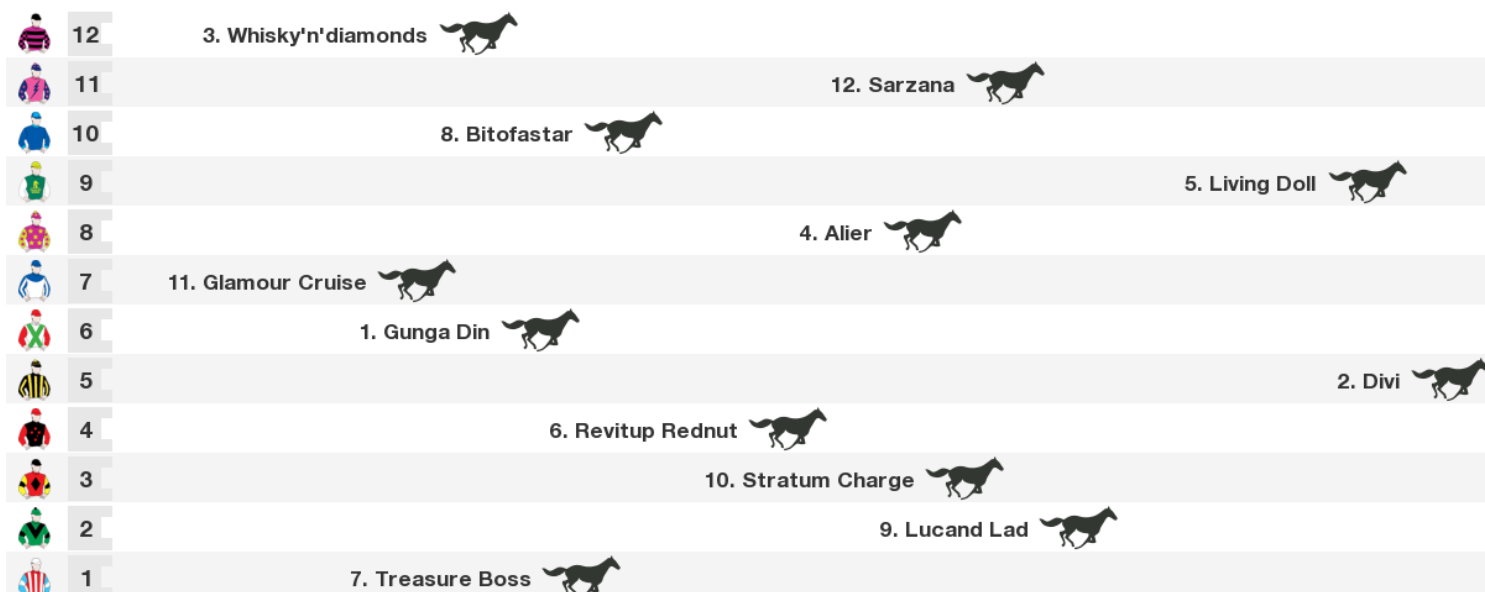 12 3. Whisky'n'diamonds
11 12. Sarzana
10 8. Bitofastar
9 5. Living Doll
8 4. Alier
7 11. Glamour Cruise
6 1. Gunga Din
5 2. Divi
4 6. Revitup Rednut
3 10. Stratum Charge
2 9. Lucand Lad
1 7. Treasure Boss